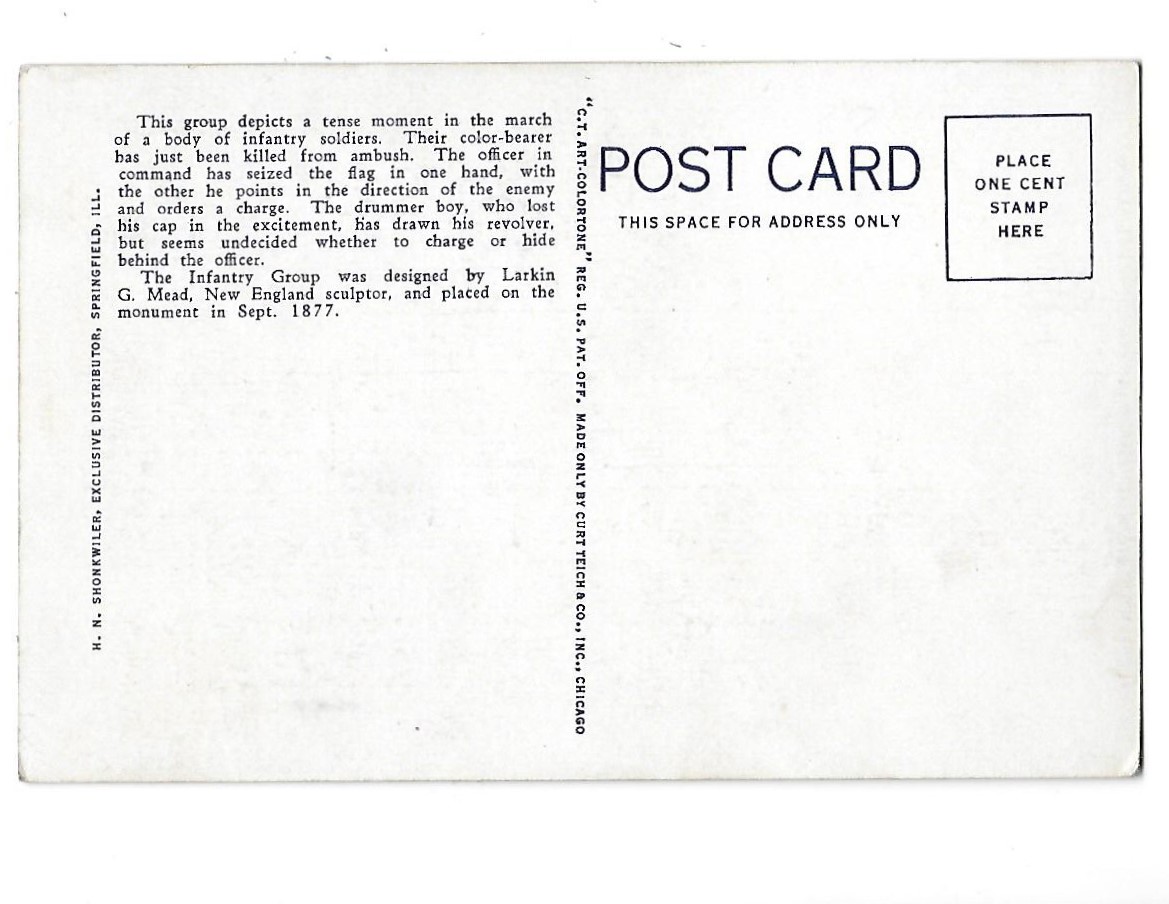 This group depicts a tense moment in the march
of a body of infantry soldiers. Their color-bearer
has just been killed from ambush. The officer in
command has seized the flag in one hand, with
the other he points in the direction of the enemy
and orders a charge. The drummer boy, who lost
his cap in the excitement, has drawn his revolver,
but seems undecided whether to charge or hide
behind the officer.
The Infantry Group was designed by Larkin
G. Mead, New England sculptor, and placed on the
monument in Sept. 1877.
H. N. SHONKWILER, EXCLUSIVE DISTRIBUTOR, SPRINGFIELD, ILL.
"C.T. ART-COLORTONE" REG. U.S. PAT. OFF. MADE ONLY BY CURT TEICH & CO., INC., CHICAGO
POST CARD
THIS SPACE FOR ADDRESS ONLY
PLACE
ONE CENT
STAMP
HERE